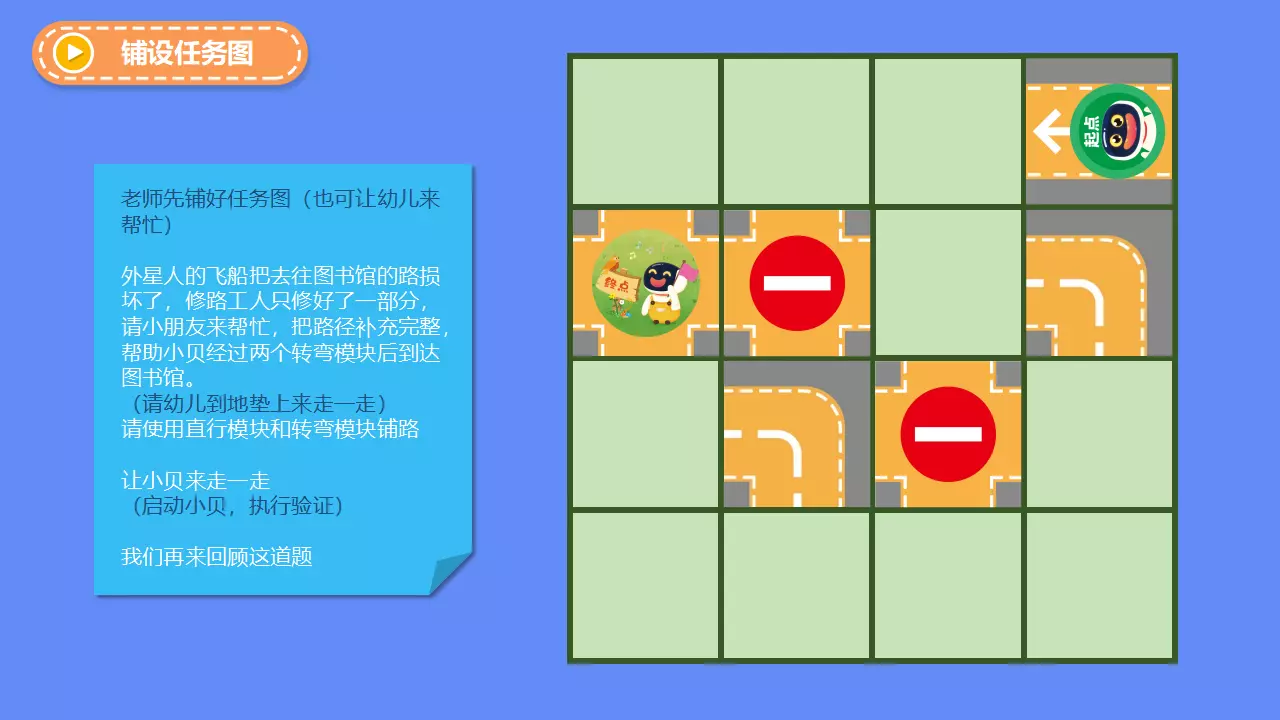 铺设任务图
老师先铺好任务图（也可让幼儿来
帮忙）
外星人的飞船把去往图书馆的路损
坏了，修路工人只修好了一部分，
请小朋友来帮忙，把路径补充完整，
帮助小贝经过两个转弯模块后到达
图书馆。
（请幼儿到地垫上来走一走）
请使用直行模块和转弯模块铺路
让小贝来走一走
（启动小贝，执行验证）
我们再来回顾这道题
起点
终点